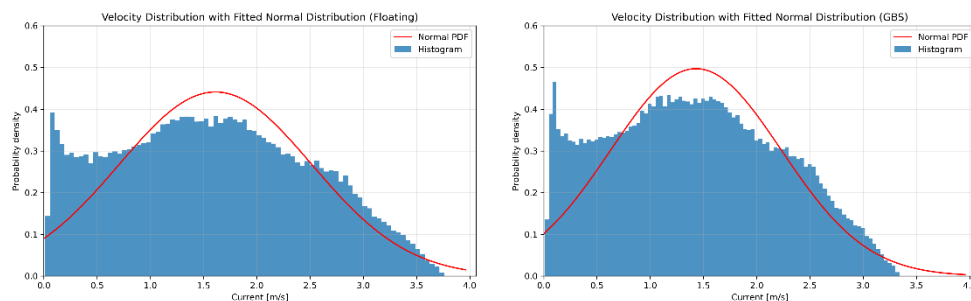 Velocity Distribution with Fitted Normal Distribution (Floating)
0.6
0.5
0.4
0.3
0.2
0.1
0.0
Probability density
Normal PDF
Histogram
0.0 0.5 1.0 1.5 2.0 2.5 3.0 3.5 4.0
Current [m/s]
Velocity Distribution with Fitted Normal Distribution (GBS)
0.6
0.5
0.4
0.3
0.2
0.1
0.0
Probability density
Normal PDF
Histogram
0.0 0.5 1.0 1.5 2.0 2.5 3.0 3.5 4.0
Current [m/s]